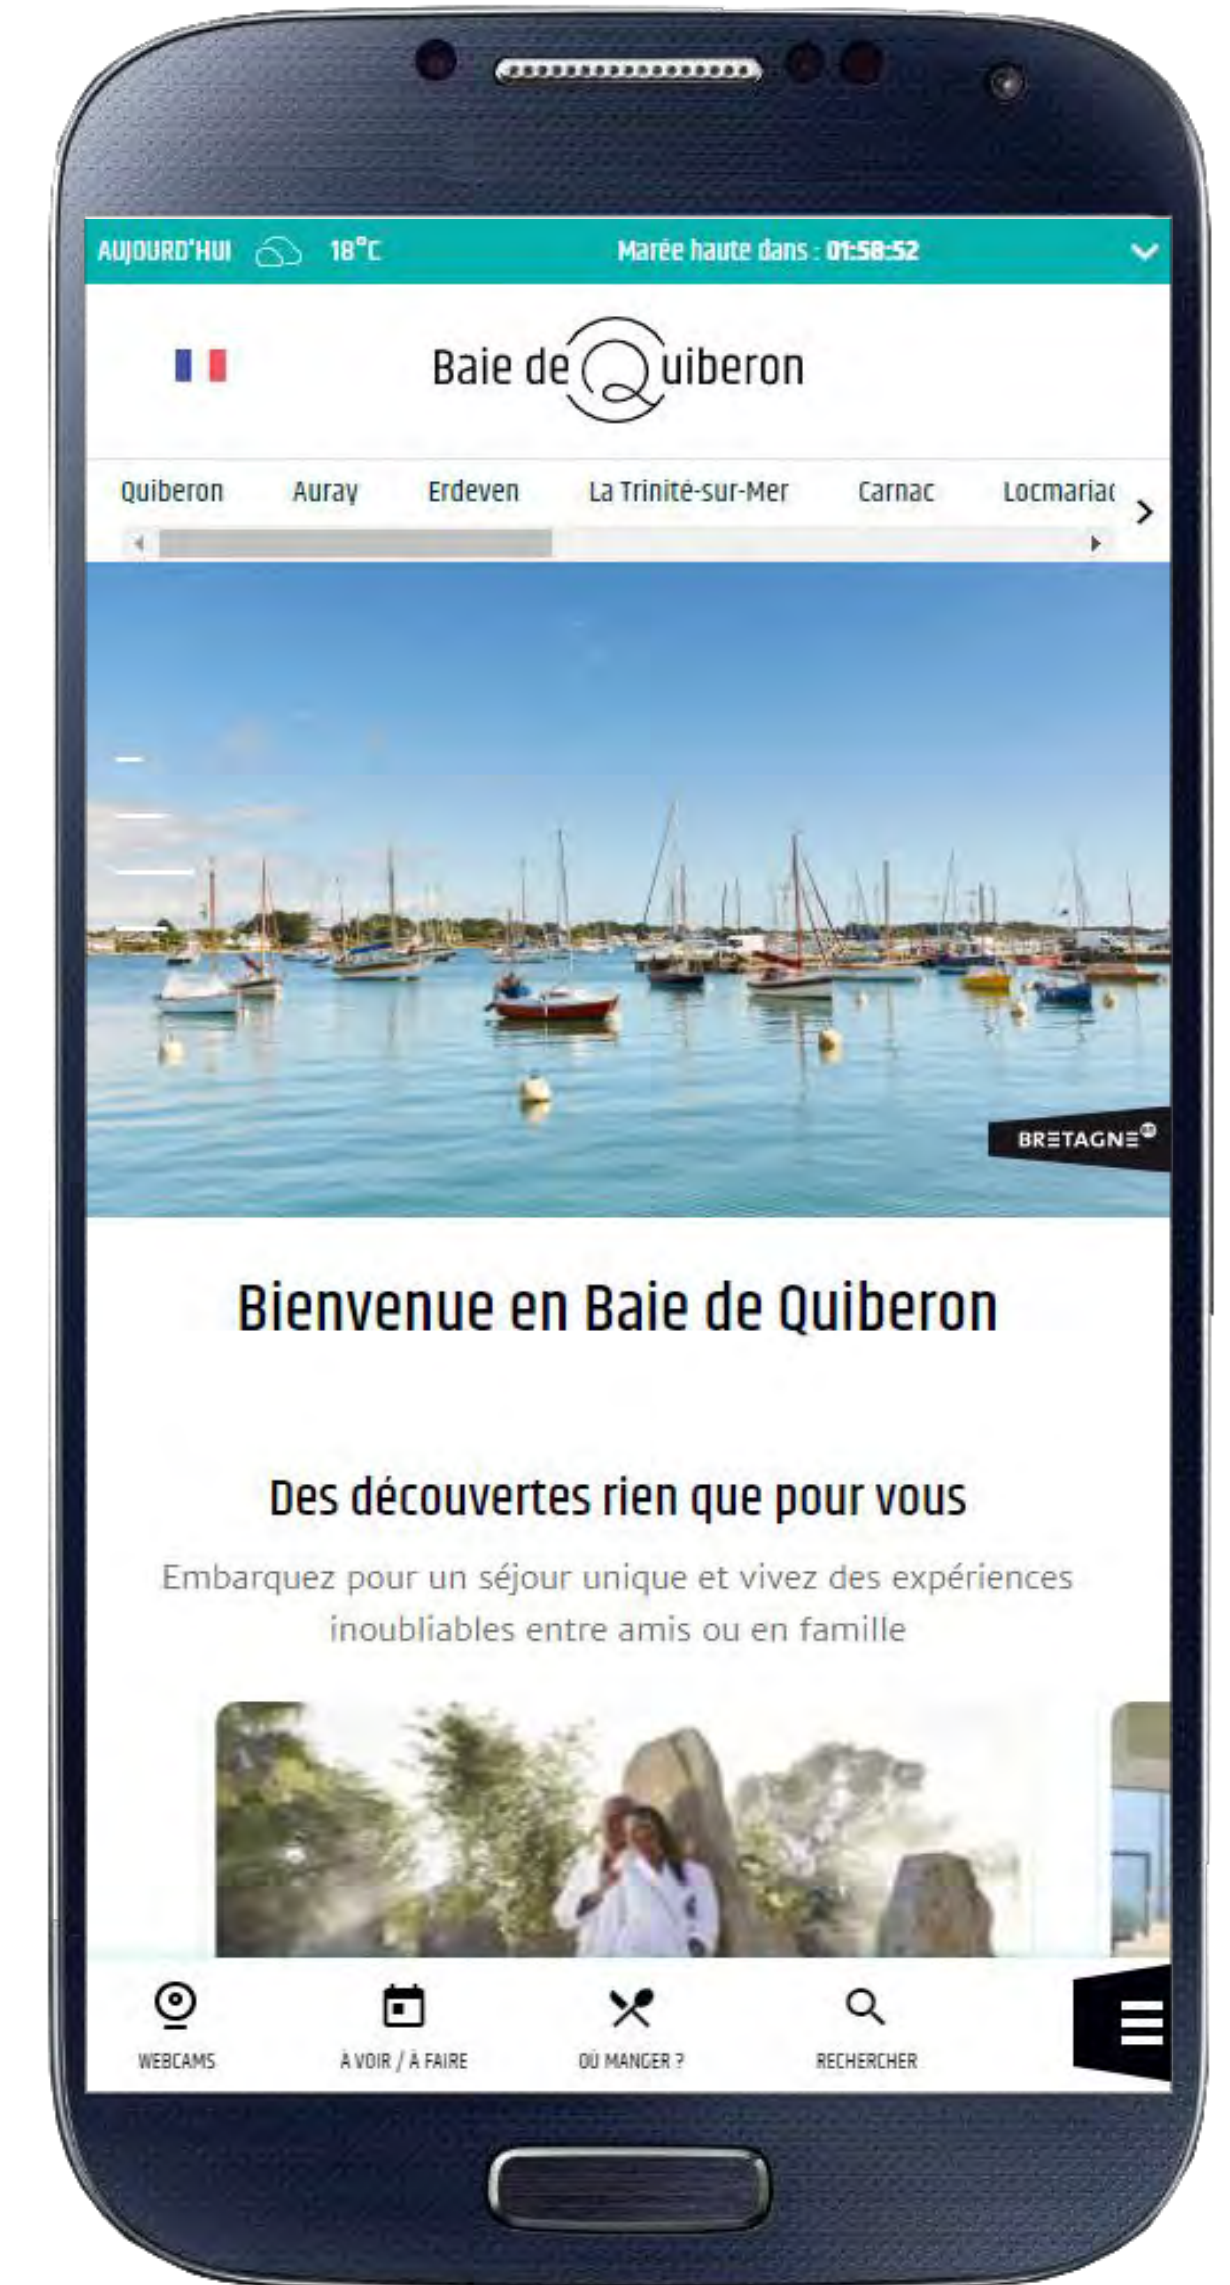 AUJOURD'HUI 18°C Marée haute dans : 01:58:52
Baie de Quiberon
Quiberon Auray Erdeven La Trinité-sur-Mer Carnac Locmariac
BRETAGNE
Bienvenue en Baie de Quiberon
Des découvertes rien que pour vous
Embarquez pour un séjour unique et vivez des expériences
inoubliables entre amis ou en famille
WEBCAMS À VOIR / À FAIRE OÙ MANGER ? RECHERCHER